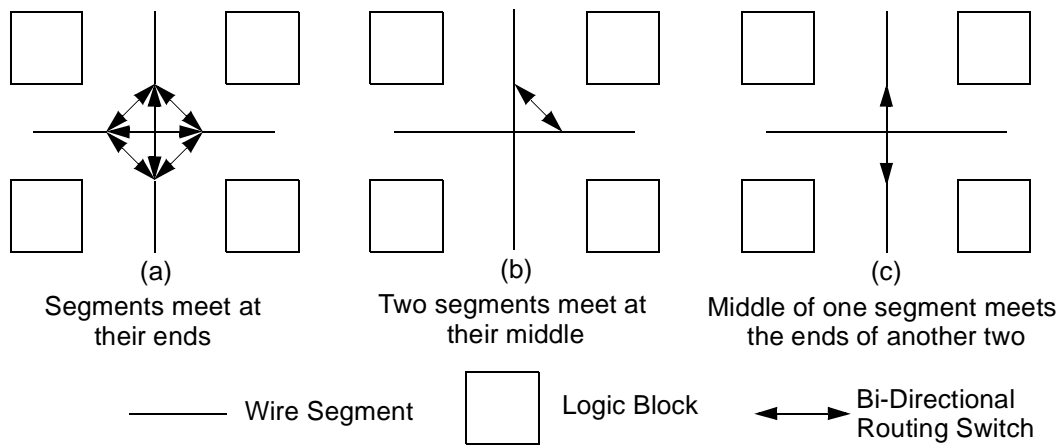 (a)
Segments meet at
their ends
(b)
Two segments meet at
their middle
(c)
Middle of one segment meets
the ends of another two
Wire Segment
Logic Block
Bi-Directional
Routing Switch